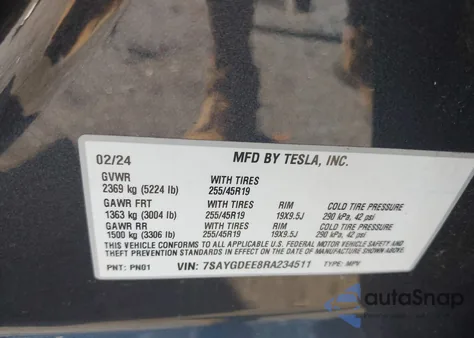 02/24 MFD BY TESLA, INC.
GVWR WITH TIRES
2369 kg (5224 lb) 255/45R19
GAWR FRT WITH TIRES RIM COLD TIRE PRESSURE
1363 kg (3004 lb) 255/45R19 19X9.5J 290 kPa, 42 psi
GAWR RR WITH TIRES RIM COLD TIRE PRESSURE
1500 kg (3306 lb) 255/45R19 19X9.5J 290 kPa, 42 psi
THIS VEHICLE CONFORMS TO ALL APPLICABLE FEDERAL MOTOR VEHICLE SAFETY AND
THEFT PREVENTION STANDARDS IN EFFECT ON THE DATE OF MANUFACTURE SHOWN ABOVE.
PNT: PN01 VIN: 7SAYGDEE8RA234511 TYPE: MPV
autoSnap
www.autosnap.com